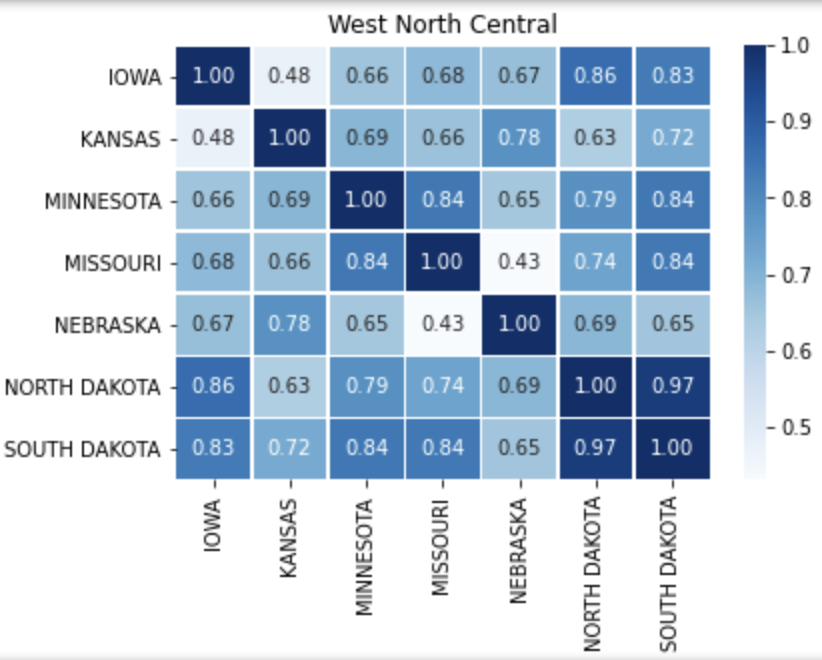 West North Central
IOWA 1.00 0.48 0.66 0.68 0.67 0.86 0.83
KANSAS 0.48 1.00 0.69 0.66 0.78 0.63 0.72
MINNESOTA 0.66 0.69 1.00 0.84 0.65 0.79 0.84
MISSOURI 0.68 0.66 0.84 1.00 0.43 0.74 0.84
NEBRASKA 0.67 0.78 0.65 0.43 1.00 0.69 0.65
NORTH DAKOTA 0.86 0.63 0.79 0.74 0.69 1.00 0.97
SOUTH DAKOTA 0.83 0.72 0.84 0.84 0.65 0.97 1.00
IOWA
KANSAS
MINNESOTA
MISSOURI
NEBRASKA
NORTH DAKOTA
SOUTH DAKOTA
1.0
0.9
0.8
0.7
0.6
0.5